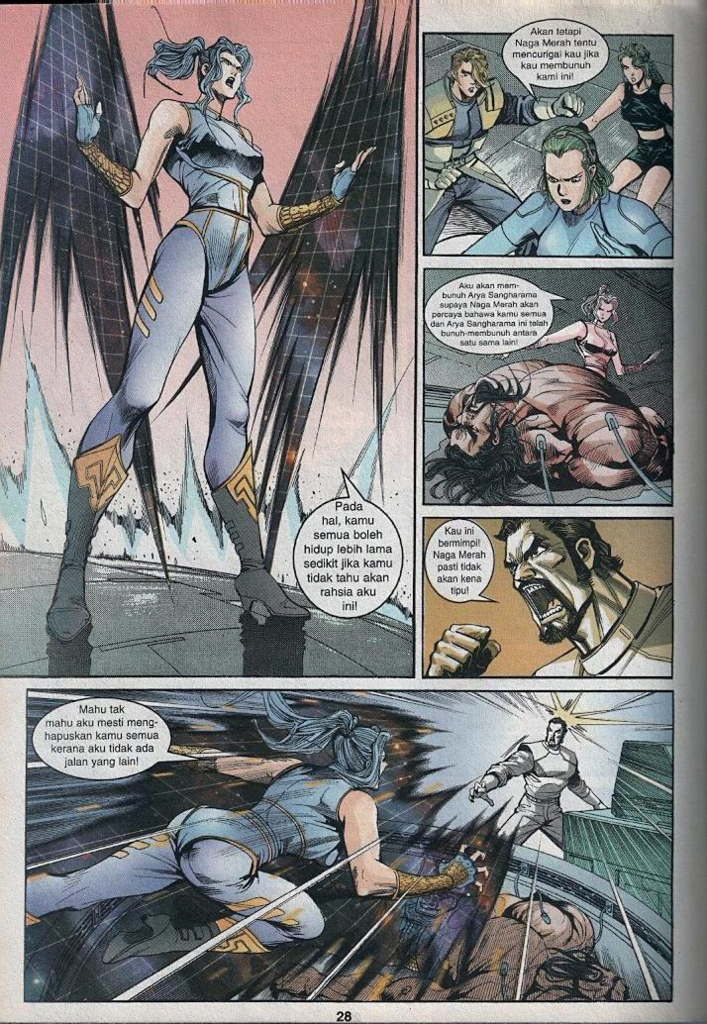 Pada
hal, kamu
semua boleh
hidup lebih lama
sedikit jika kamu
tidak tahu akan
rahsia aku
ini!
Akan tetapi
Naga Merah tentu
mencurigai kau jika
kau membunuh
kami ini!
Aku akan mem-
bunuh Arya Sangharama
supaya Naga Merah akan
percaya bahawa kamu semua
dan Arya Sangharama ini telah
bunuh-membunuh antara
satu sama lain!
Kau ini
bermimpi!
Naga Merah
pasti tidak
akan kena
tipu!
Mahu tak
mahu aku mesti meng-
hapuskan kamu semua
kerana aku tidak ada
jalan yang lain!
28